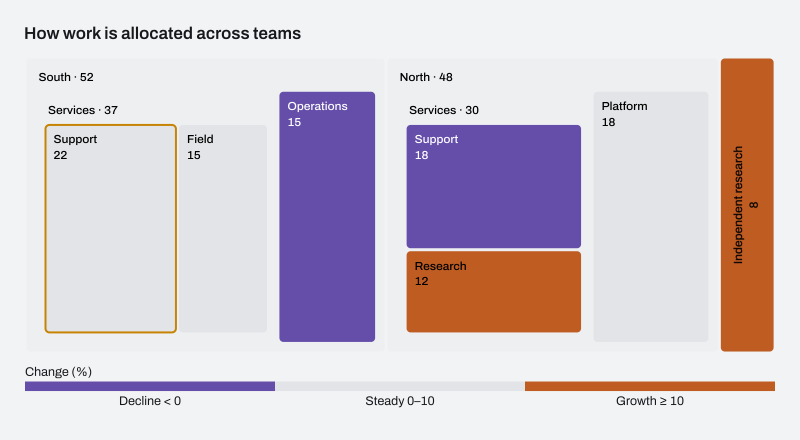 How work is allocated across teams
South · 52
Services · 37
Support
22
Field
15
Operations
15
North · 48
Services · 30
Support
18
Research
12
Platform
18
Independent research
8
Change (%)
Decline < 0
Steady 0–10
Growth ≥ 10